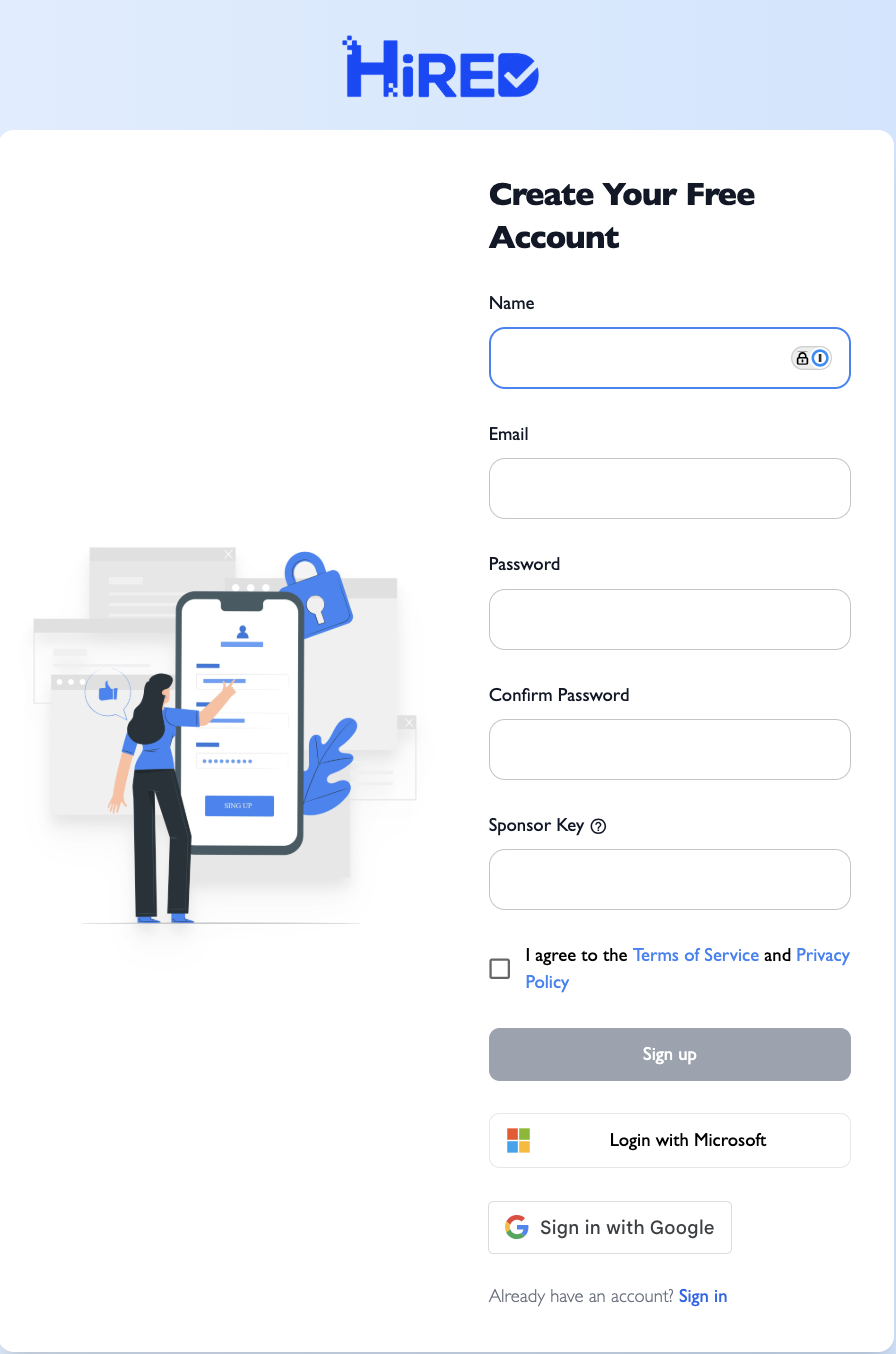 HiRED
Create Your Free
Account
Name
Email
Password
Confirm Password
Sponsor Key
I agree to the Terms of Service and Privacy
Policy
SING UP
Sign up
Login with Microsoft
Sign in with Google
Already have an account? Sign in